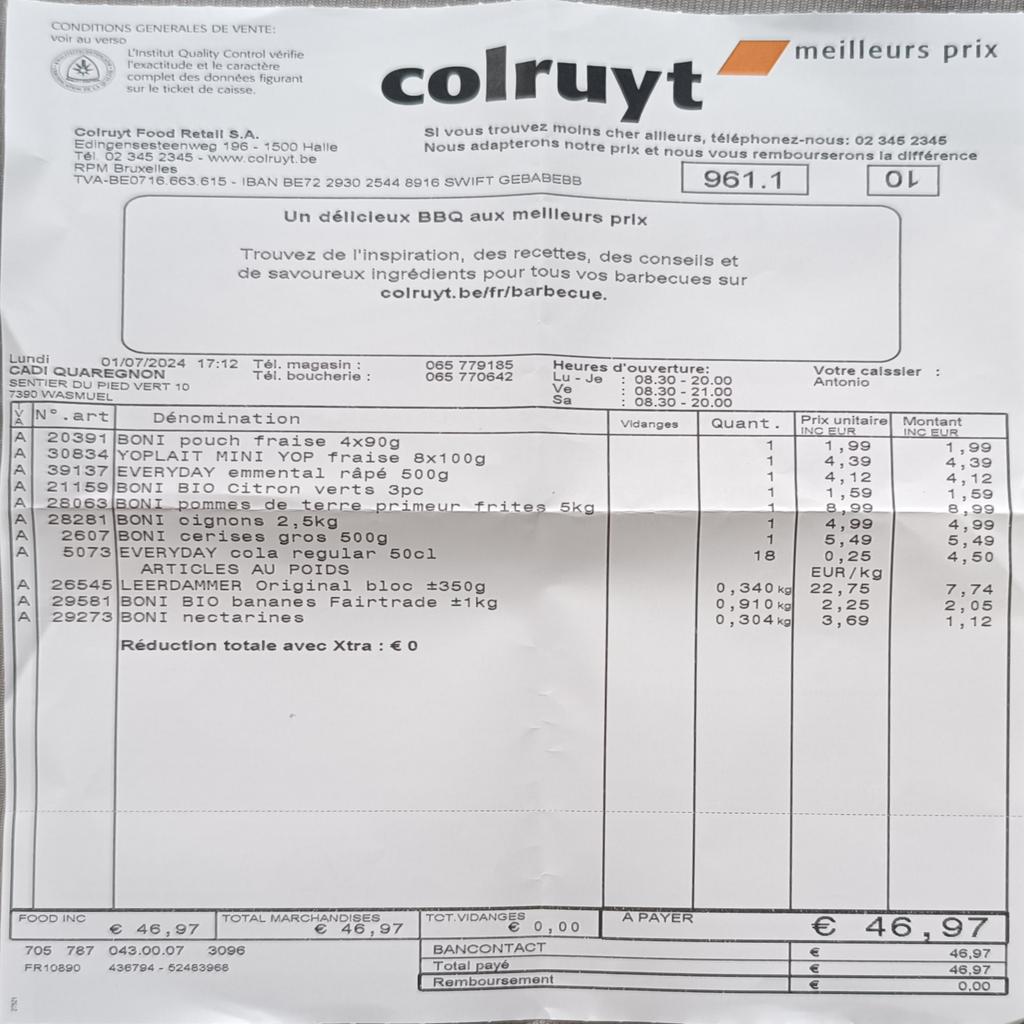 CONDITIONS GENERALES DE VENTE:
voir au verso
L'Institut Quality Control vérifie
l'exactitude et le caractère
complet des données figurant
sur le ticket de caisse.
colruyt meilleurs prix
Colruyt Food Retail S.A.
Edingensesteenweg 196 - 1500 Halle
Tél. 02 345 2345 - www.colruyt.be
RPM Bruxelles
TVA-BE0716.663.615 - IBAN BE72 2930 2544 8916 SWIFT GEBABEBB
Si vous trouvez moins cher ailleurs, téléphonez-nous: 02 345 2345
Nous adapterons notre prix et nous vous rembourserons la différence
961.1 10
Un délicieux BBQ aux meilleurs prix
Trouvez de l'inspiration, des recettes, des conseils et
de savoureux ingrédients pour tous vos barbecues sur
colruyt.be/fr/barbecue.
Lundi 01/07/2024 17:12
CADI QUAREGNON
SENTIER DU PIED VERT 10
7390 WASMUEL
Tél. magasin : 065 779185
Tél. boucherie : 065 770642
Heures d'ouverture:
Lu - Je : 08.30 - 20.00
Ve : 08.30 - 21.00
Sa : 08.30 - 20.00
Votre caissier :
Antonio
TVA N°.art Dénomination Vidanges Quant. Prix unitaire INC EUR Montant INC EUR
A 20391 BONI pouch fraise 4x90g 1 1,99 1,99
A 30834 YOPLAIT MINI YOP fraise 8x100g 1 4,39 4,39
A 39137 EVERYDAY emmental râpé 500g 1 4,12 4,12
A 21159 BONI BIO Citron verts 3pc 1 1,59 1,59
A 28063 BONI pommes de terre primeur frites 5kg 1 8,99 8,99
A 28281 BONI oignons 2,5kg 1 4,99 4,99
A 2607 BONI cerises gros 500g 1 5,49 5,49
A 5073 EVERYDAY cola regular 50cl 18 0,25 4,50
ARTICLES AU POIDS EUR/kg
A 26545 LEERDAMMER Original bloc ±350g 0,340 kg 22,75 7,74
A 29581 BONI BIO bananes Fairtrade ±1kg 0,910 kg 2,25 2,05
A 29273 BONI nectarines 0,304 kg 3,69 1,12
Réduction totale avec Xtra : € 0
FOOD INC € 46,97
TOTAL MARCHANDISES € 46,97
TOT.VIDANGES € 0,00
A PAYER € 46,97
705 787 043.00.07 3096
FR10890 436794 - 52483968
BANCONTACT € 46,97
Total payé € 46,97
Remboursement € 0,00